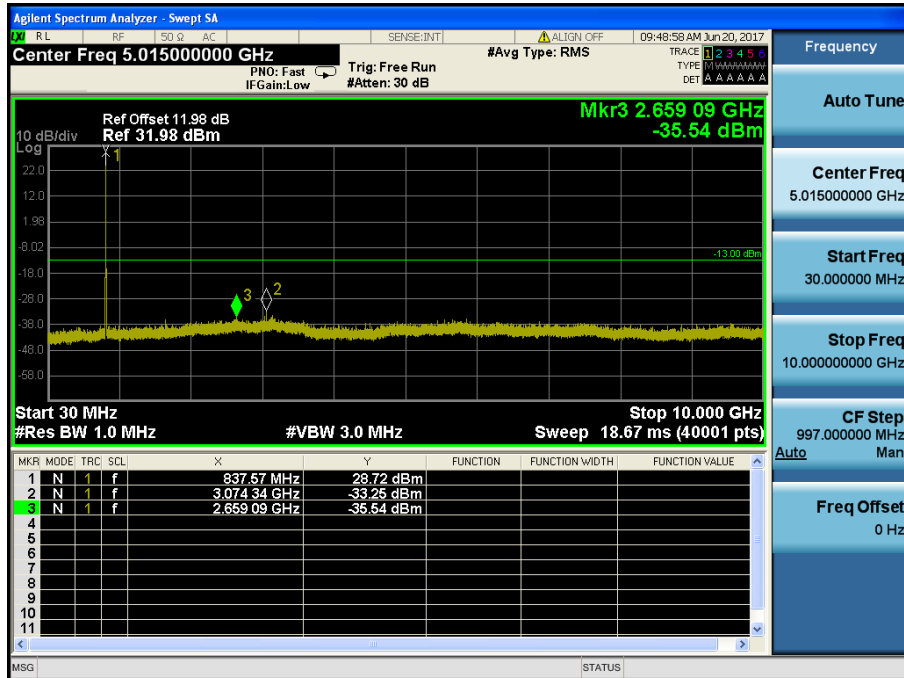 Agilent Spectrum Analyzer - Swept SA
LXI RL RF 50 Ω AC SENSE:INT ALIGN OFF 09:48:58 AM Jun 20, 2017
Center Freq 5.015000000 GHz
PNO: Fast
IFGain:Low
Trig: Free Run
#Atten: 30 dB
#Avg Type: RMS
TRACE 1 2 3 4 5 6
TYPE M W W W W W
DET A A A A A A
Mkr3 2.659 09 GHz
-35.54 dBm
Ref Offset 11.98 dB
10 dB/div Ref 31.98 dBm
Log
22.0
12.0
1.98
-8.02
-18.0
-28.0
-38.0
-48.0
-58.0
1
3
2
-13.00 dBm
Start 30 MHz Stop 10.000 GHz
#Res BW 1.0 MHz #VBW 3.0 MHz Sweep 18.67 ms (40001 pts)
MKR MODE TRC SCL X Y FUNCTION FUNCTION WIDTH FUNCTION VALUE
1 N 1 f 837.57 MHz 28.72 dBm
2 N 1 f 3.074 34 GHz -33.25 dBm
3 N 1 f 2.659 09 GHz -35.54 dBm
4
5
6
7
8
9
10
11
MSG STATUS
Frequency
Auto Tune
Center Freq
5.015000000 GHz
Start Freq
30.000000 MHz
Stop Freq
10.000000000 GHz
CF Step
997.000000 MHz
Auto Man
Freq Offset
0 Hz